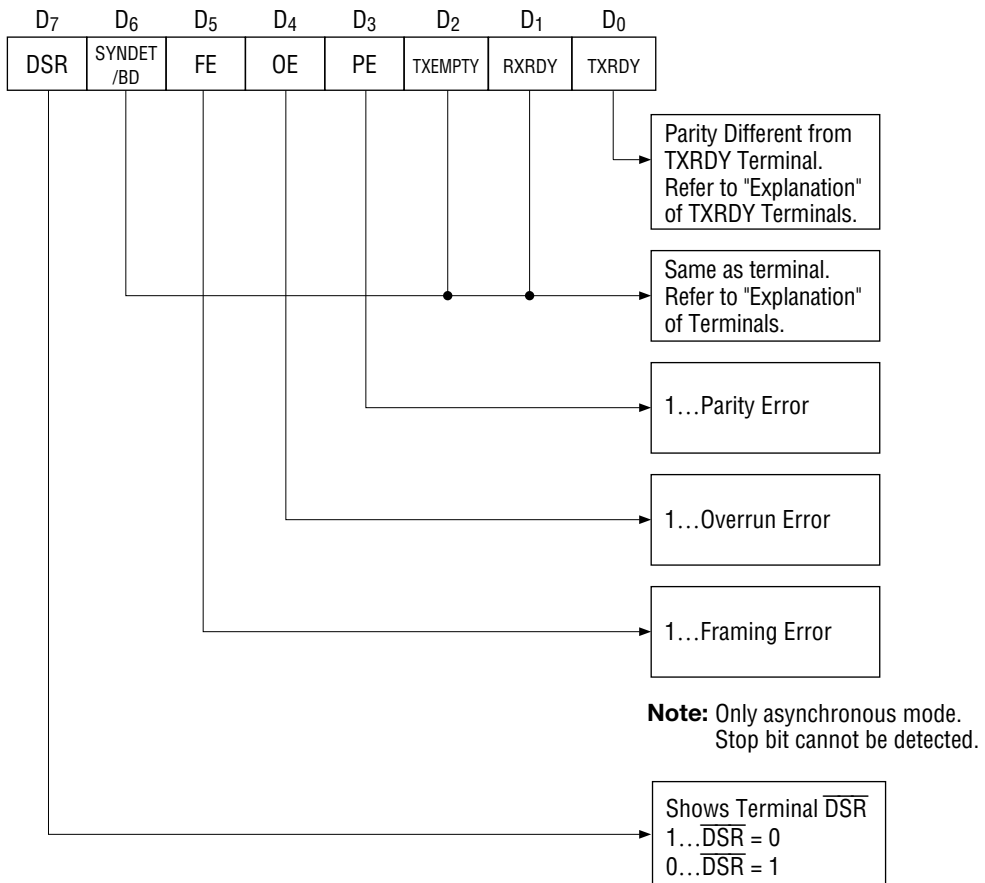 D7 D6 D5 D4 D3 D2 D1 D0
DSR SYNDET /BD FE OE PE TXEMPTY RXRDY TXRDY
Parity Different from
TXRDY Terminal.
Refer to "Explanation"
of TXRDY Terminals.
Same as terminal.
Refer to "Explanation"
of Terminals.
1...Parity Error
1...Overrun Error
1...Framing Error
Note: Only asynchronous mode.
Stop bit cannot be detected.
Shows Terminal D̅S̅R̅
1...D̅S̅R̅ = 0
0...D̅S̅R̅ = 1